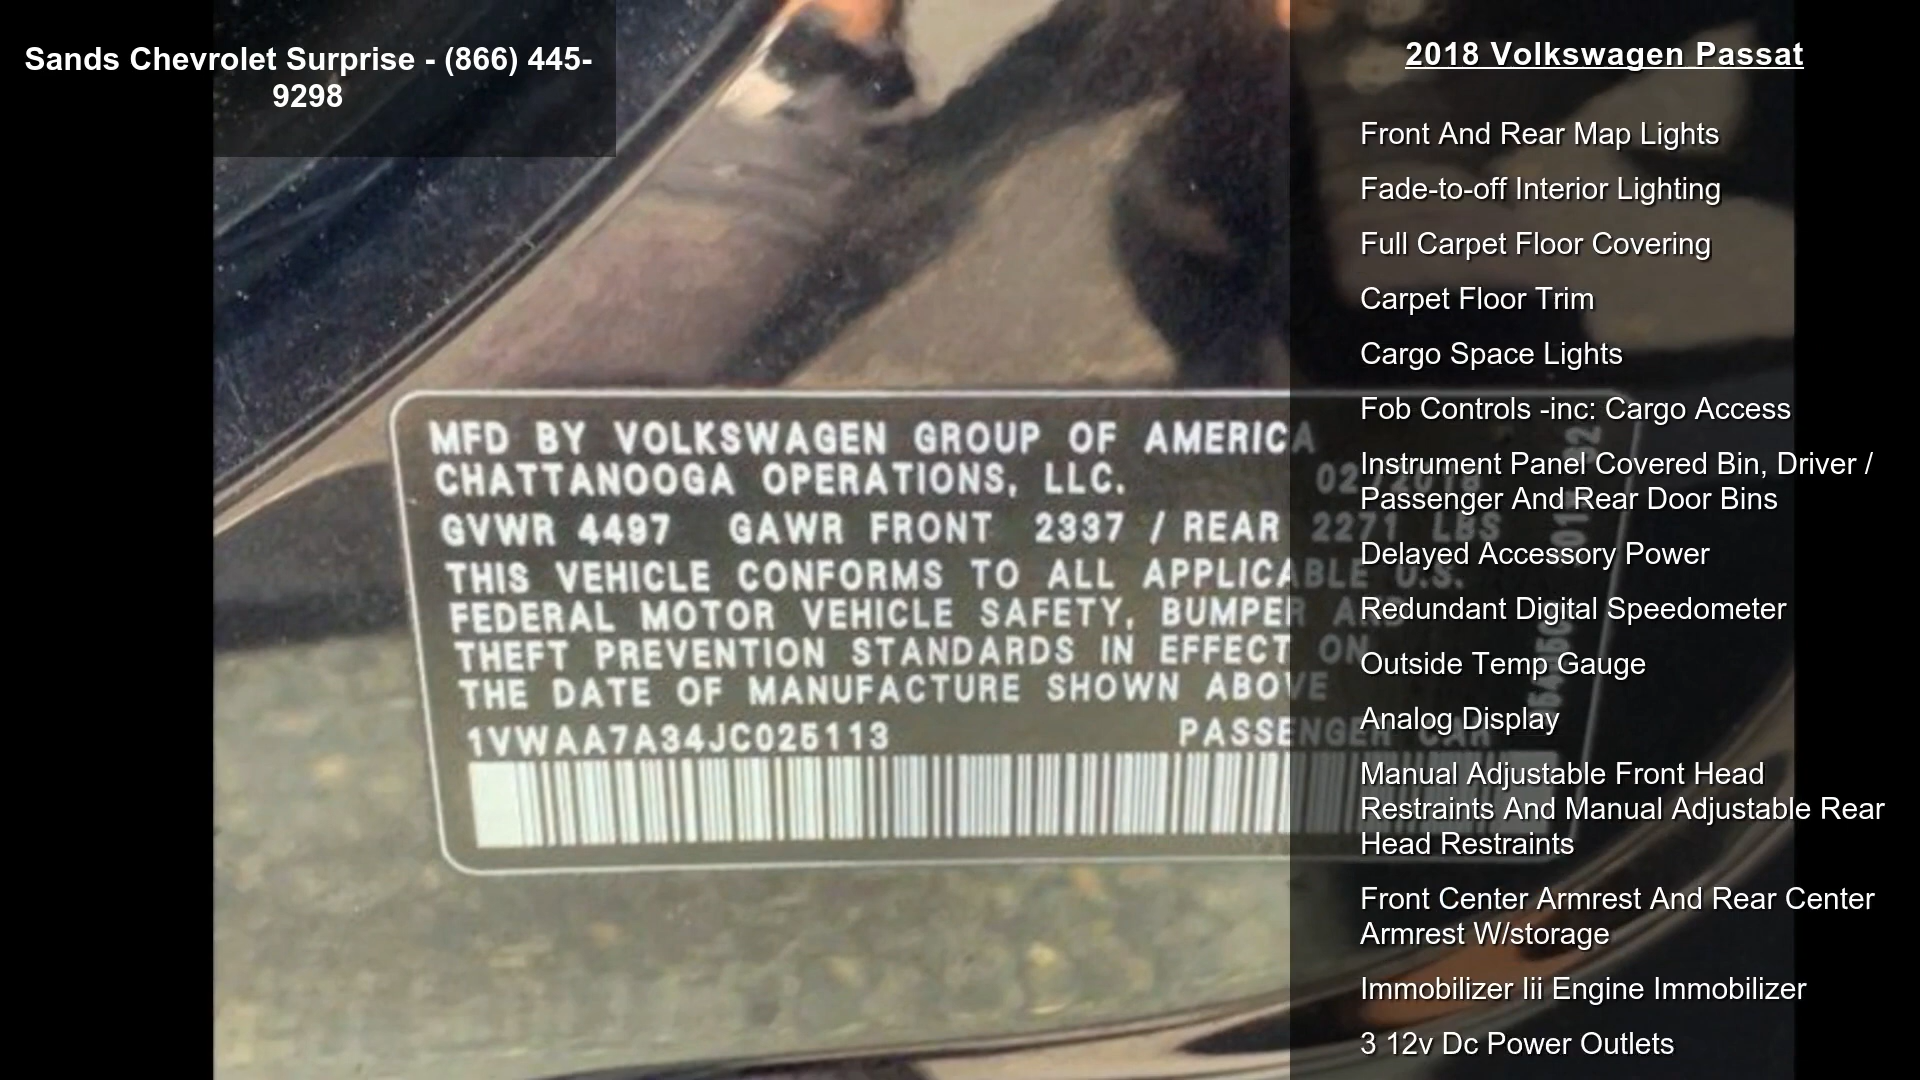 Sands Chevrolet Surprise - (866) 445-
9298
2018 Volkswagen Passat
Front And Rear Map Lights
Fade-to-off Interior Lighting
Full Carpet Floor Covering
Carpet Floor Trim
Cargo Space Lights
Fob Controls -inc: Cargo Access
Instrument Panel Covered Bin, Driver /
Passenger And Rear Door Bins
Delayed Accessory Power
Redundant Digital Speedometer
Outside Temp Gauge
Analog Display
Manual Adjustable Front Head
Restraints And Manual Adjustable Rear
Head Restraints
Front Center Armrest And Rear Center
Armrest W/storage
Immobilizer Iii Engine Immobilizer
3 12v Dc Power Outlets
MFD BY VOLKSWAGEN GROUP OF AMERICA
CHATTANOOGA OPERATIONS, LLC.
GVWR 4497 GAWR FRONT 2337 / REAR 2271 LBS
THIS VEHICLE CONFORMS TO ALL APPLICABLE U.S.
FEDERAL MOTOR VEHICLE SAFETY, BUMPER AND
THEFT PREVENTION STANDARDS IN EFFECT ON
THE DATE OF MANUFACTURE SHOWN ABOVE
1VWAA7A34JC025113 PASSENGER CAR